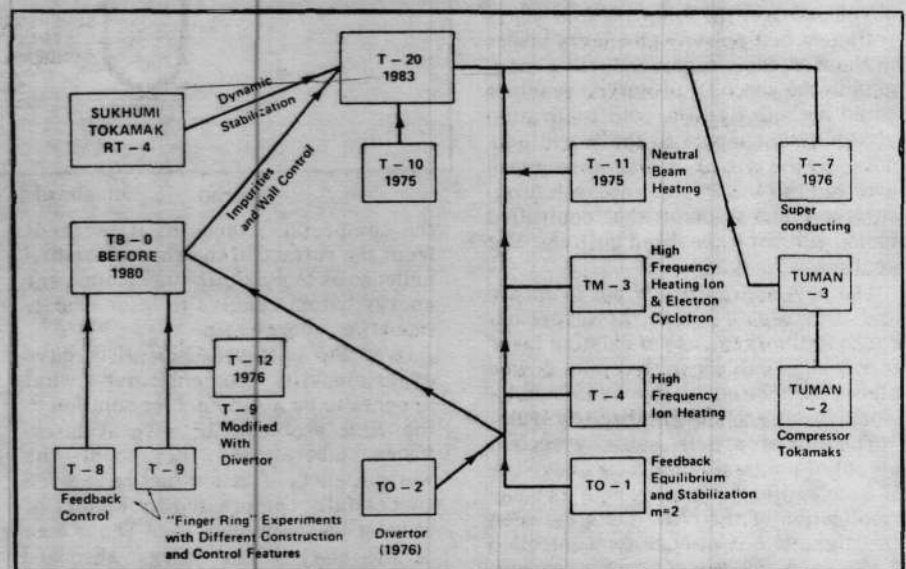 T – 20
1983
SUKHUMI
TOKAMAK
RT – 4
Dynamic
Stabilization
T – 10
1975
Impurities
and Wall Control
T – 11
1975
Neutral
Beam
Heating
T – 7
1976
Super
conducting
TB – 0
BEFORE
1980
TM – 3
High
Frequency
Heating Ion
& Electron
Cyclotron
TUMAN
– 3
T – 12
1976
T – 9
Modified
With
Divertor
T – 4
High
Frequency
Ion Heating
TUMAN
– 2
Compressor
Tokamaks
T – 8
Feedback
Control
T – 9
"Finger Ring" Experiments
with Different Construction
and Control Features
TO – 2
Divertor
(1976)
TO – 1
Feedback
Equilibrium
and Stabilization
m=2